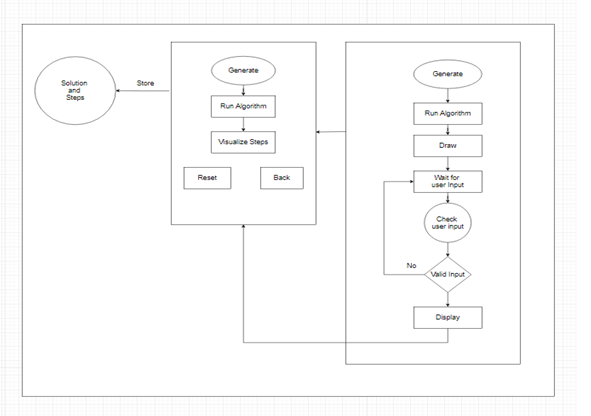 Solution
and
Steps
Store
Generate
Run Algorithm
Visualize Steps
Reset
Back
Generate
Run Algorithm
Draw
Wait for
user Input
Check
user input
No
Valid Input
Display